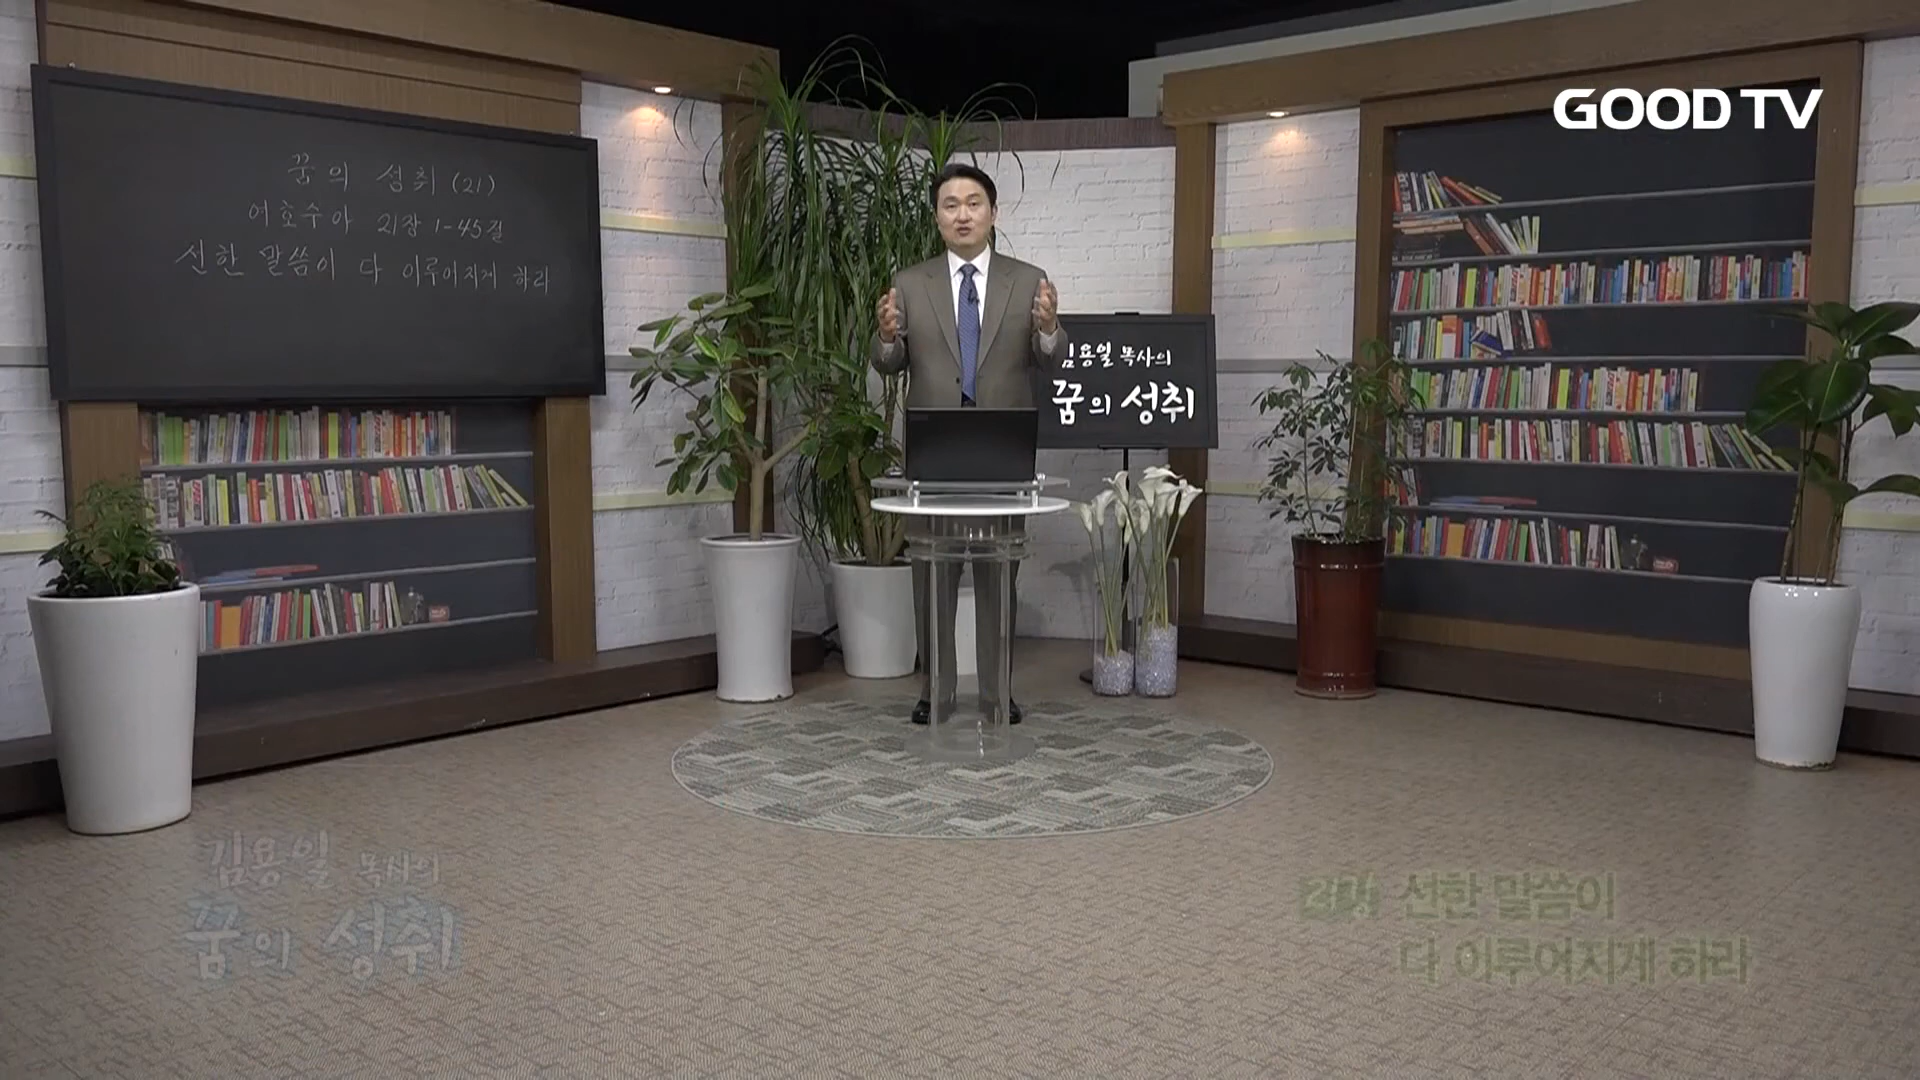 GOOD TV
꿈의 성취 (21)
여호수아 21장 1-45절
선한 말씀이 다 이루어지게 하라
김용일 목사의
꿈의 성취
김용일 목사의
꿈의 성취
21강 선한 말씀이
다 이루어지게 하라